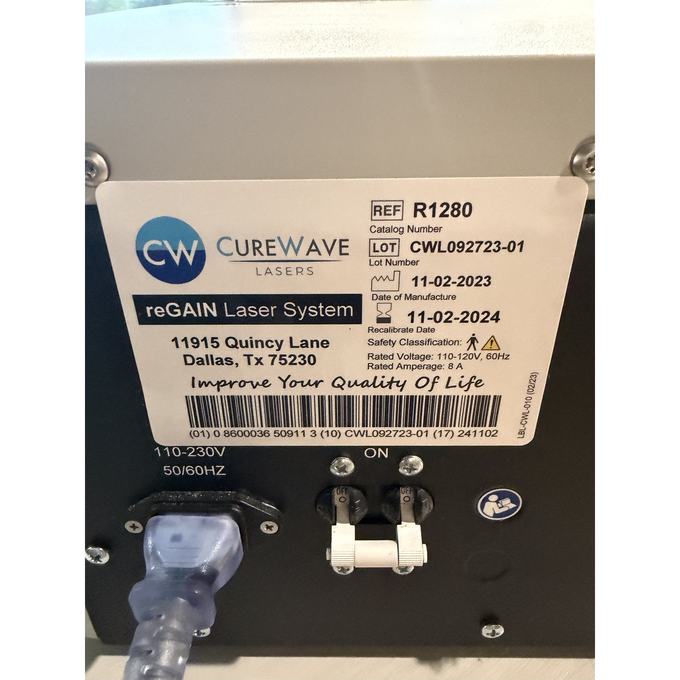 CW
CUREWAVE
LASERS
reGAIN Laser System
11915 Quincy Lane
Dallas, Tx 75230
REF R1280
Catalog Number
LOT CWL092723-01
Lot Number
11-02-2023
Date of Manufacture
11-02-2024
Recalibrate Date
Safety Classification:
Rated Voltage: 110-120V, 60Hz
Rated Amperage: 8 A
Improve Your Quality Of Life
(01) 0 8600036 50911 3 (10) CWL092723-01 (17) 241102
LBL-CWL-010 (02/23)
110-230V
50/60HZ
ON
OFF OFF